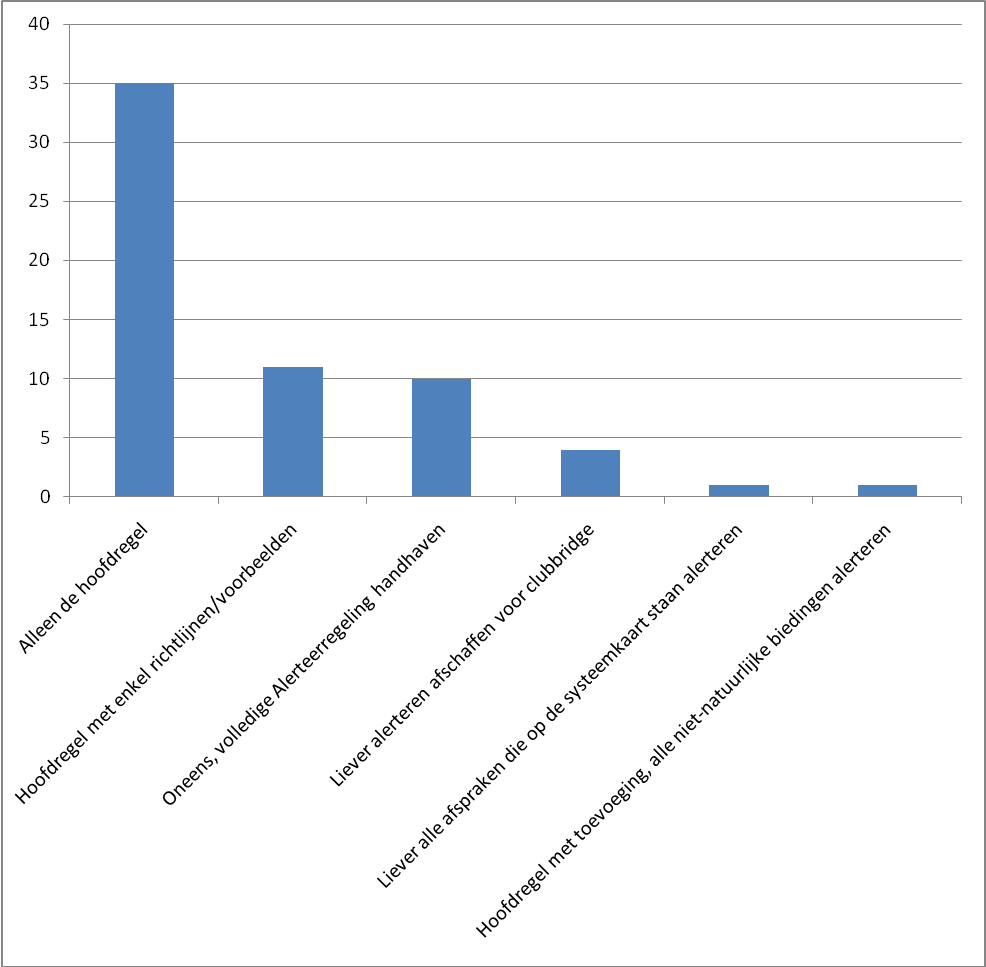 40
35
30
25
20
15
10
5
0
Alleen de hoofdregel
Hoofdregel met enkel richtlijnen/voorbeelden
Oneens, volledige Alerteerregeling handhaven
Liever alerteren afschaffen voor clubbridge
Liever alle afspraken die op de systeemkaart staan alerteren
Hoofdregel met toevoeging, alle niet-natuurlijke biedingen alerteren